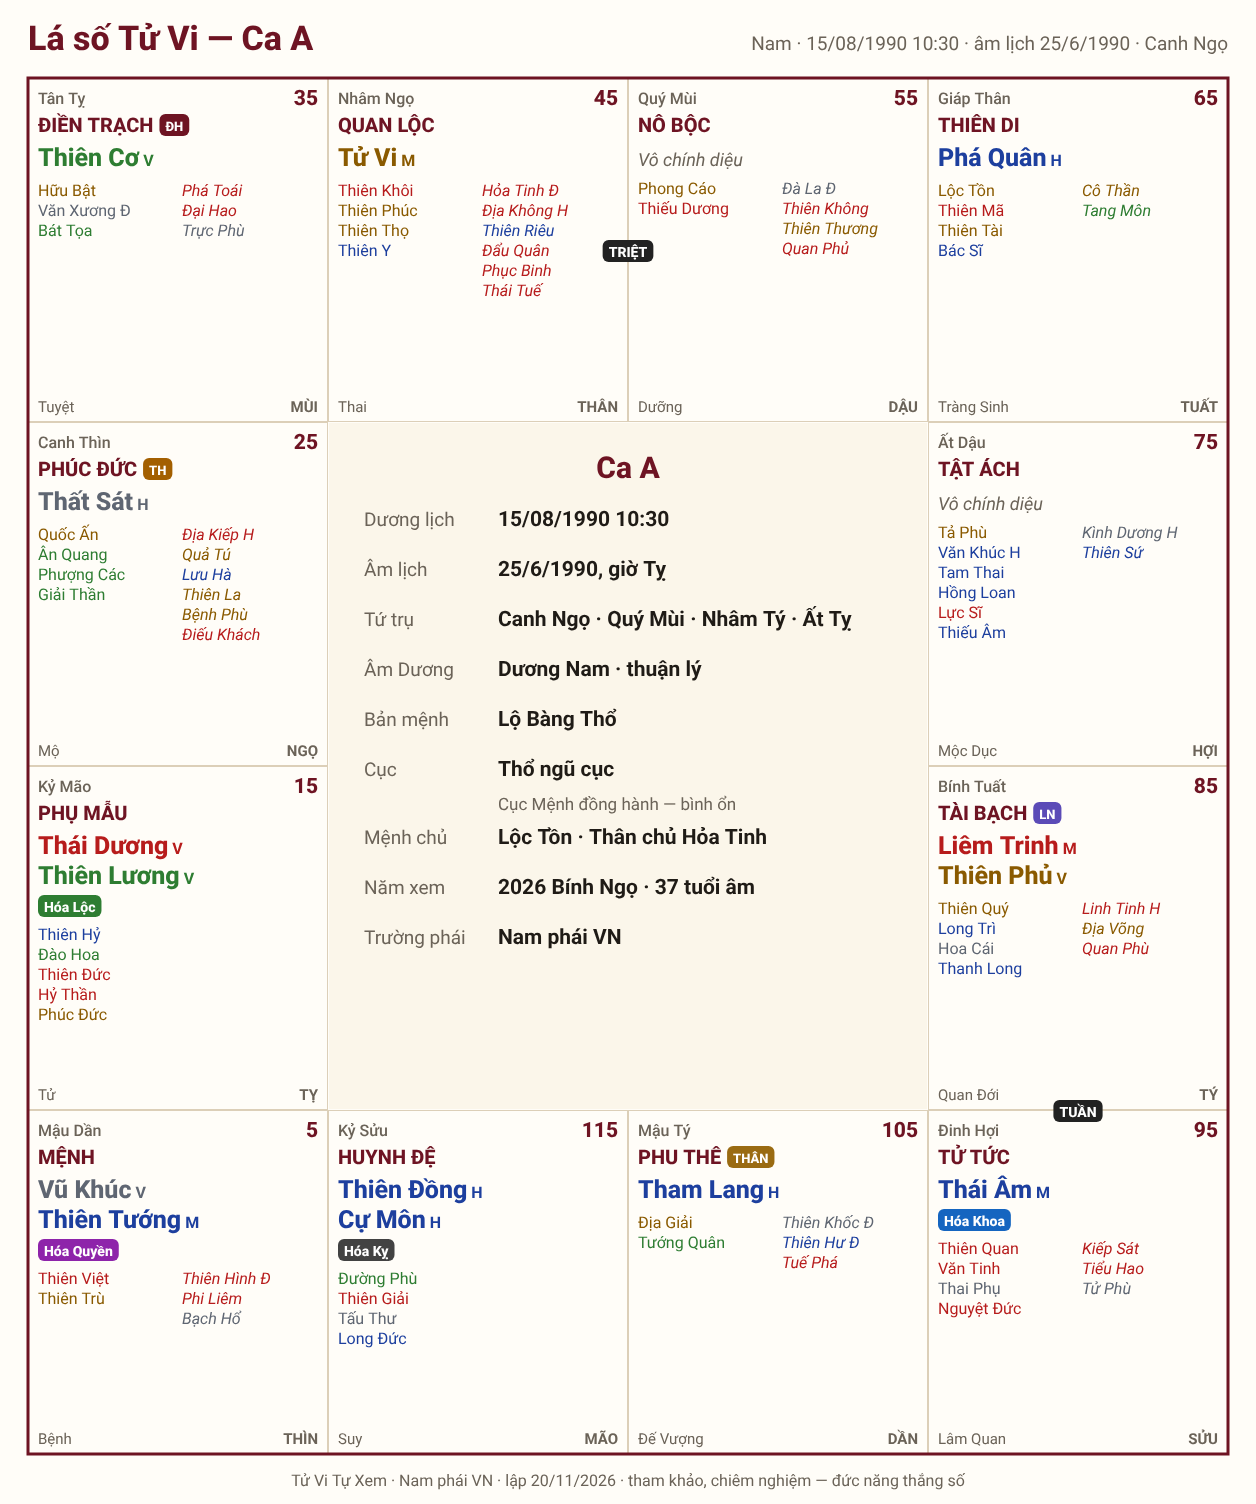 Lá số Tử Vi — Ca A
Nam · 15/08/1990 10:30 · âm lịch 25/6/1990 · Canh Ngọ
Tân Tỵ 35
ĐIỀN TRẠCH ĐH
Thiên Cơ V
Hữu Bật Phá Toái
Văn Xương Đ Đại Hao
Bát Tọa Trực Phù
Tuyệt MÙI
Nhâm Ngọ 45
QUAN LỘC
Tử Vi M
Thiên Khôi Hỏa Tinh Đ
Thiên Phúc Địa Không H
Thiên Thọ Thiên Riêu
Thiên Y Đẩu Quân
Phục Binh
Thái Tuế
Thai THÂN
TRIỆT
Quý Mùi 55
NÔ BỘC
Vô chính diệu
Phong Cáo Đà La Đ
Thiếu Dương Thiên Không
Thiên Thương
Quan Phủ
Dưỡng DẬU
Giáp Thân 65
THIÊN DI
Phá Quân H
Lộc Tồn Cô Thần
Thiên Mã Tang Môn
Thiên Tài
Bác Sĩ
Tràng Sinh TUẤT
Canh Thìn 25
PHÚC ĐỨC TH
Thất Sát H
Quốc Ấn Địa Kiếp H
Ân Quang Quả Tú
Phượng Các Lưu Hà
Giải Thần Thiên La
Bệnh Phù
Điếu Khách
Mộ NGỌ
Ca A
Dương lịch 15/08/1990 10:30
Âm lịch 25/6/1990, giờ Tỵ
Tứ trụ Canh Ngọ · Quý Mùi · Nhâm Tý · Ất Tỵ
Âm Dương Dương Nam · thuận lý
Bản mệnh Lộ Bàng Thổ
Cục Thổ ngũ cục
Cục Mệnh đồng hành — bình ổn
Mệnh chủ Lộc Tồn · Thân chủ Hỏa Tinh
Năm xem 2026 Bính Ngọ · 37 tuổi âm
Trường phái Nam phái VN
Ất Dậu 75
TẬT ÁCH
Vô chính diệu
Tả Phù Kình Dương H
Văn Khúc H Thiên Sứ
Tam Thai
Hồng Loan
Lực Sĩ
Thiếu Âm
Mộc Dục HỢI
Kỷ Mão 15
PHỤ MẪU
Thái Dương V
Thiên Lương V
Hóa Lộc
Thiên Hỷ
Đào Hoa
Thiên Đức
Hỷ Thần
Phúc Đức
Tử TỴ
Bính Tuất 85
TÀI BẠCH LN
Liêm Trinh M
Thiên Phủ V
Thiên Quý Linh Tinh H
Long Trì Địa Võng
Hoa Cái Quan Phù
Thanh Long
Quan Đới TÝ
TUẦN
Mậu Dần 5
MỆNH
Vũ Khúc V
Thiên Tướng M
Hóa Quyền
Thiên Việt Thiên Hình Đ
Thiên Trù Phi Liêm
Bạch Hổ
Bệnh THÌN
Kỷ Sửu 115
HUYNH ĐỆ
Thiên Đồng H
Cự Môn H
Hóa Kỵ
Đường Phù
Thiên Giải
Tấu Thư
Long Đức
Suy MÃO
Mậu Tý 105
PHU THÊ THÂN
Tham Lang H
Địa Giải Thiên Khốc Đ
Tướng Quân Thiên Hư Đ
Tuế Phá
Đế Vượng DẦN
Đinh Hợi 95
TỬ TỨC
Thái Âm M
Hóa Khoa
Thiên Quan Kiếp Sát
Văn Tinh Tiểu Hao
Thai Phụ Tử Phù
Nguyệt Đức
Lâm Quan SỬU
Tử Vi Tự Xem · Nam phái VN · lập 20/11/2026 · tham khảo, chiêm nghiệm — đức năng thắng số